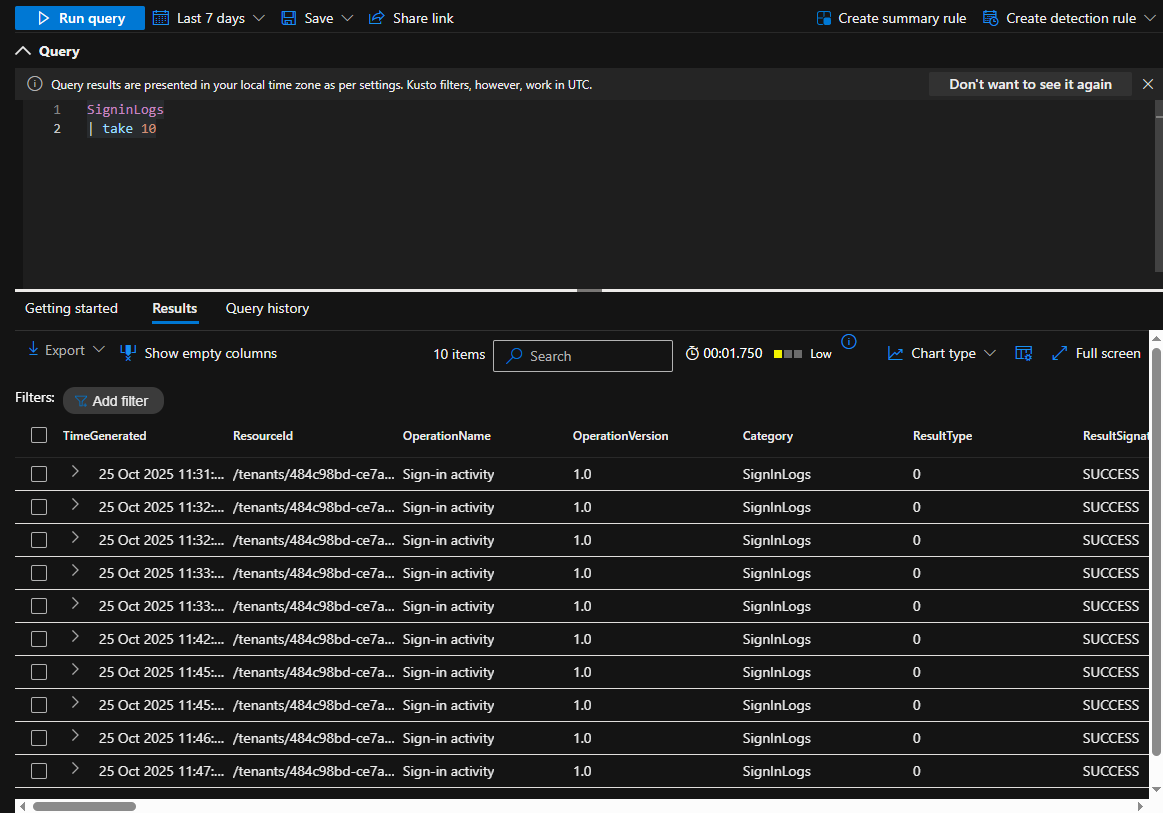 Run query Last 7 days Save Share link Create summary rule Create detection rule
Query
Query results are presented in your local time zone as per settings. Kusto filters, however, work in UTC. Don't want to see it again
1 SigninLogs
2 | take 10
Getting started Results Query history
Export Show empty columns 10 items Search 00:01.750 Low Chart type Full screen
Filters: Add filter
TimeGenerated ResourceId OperationName OperationVersion Category ResultType ResultSignat
25 Oct 2025 11:31:... /tenants/484c98bd-ce7a... Sign-in activity 1.0 SignInLogs 0 SUCCESS
25 Oct 2025 11:32:... /tenants/484c98bd-ce7a... Sign-in activity 1.0 SignInLogs 0 SUCCESS
25 Oct 2025 11:32:... /tenants/484c98bd-ce7a... Sign-in activity 1.0 SignInLogs 0 SUCCESS
25 Oct 2025 11:33:... /tenants/484c98bd-ce7a... Sign-in activity 1.0 SignInLogs 0 SUCCESS
25 Oct 2025 11:33:... /tenants/484c98bd-ce7a... Sign-in activity 1.0 SignInLogs 0 SUCCESS
25 Oct 2025 11:42:... /tenants/484c98bd-ce7a... Sign-in activity 1.0 SignInLogs 0 SUCCESS
25 Oct 2025 11:45:... /tenants/484c98bd-ce7a... Sign-in activity 1.0 SignInLogs 0 SUCCESS
25 Oct 2025 11:45:... /tenants/484c98bd-ce7a... Sign-in activity 1.0 SignInLogs 0 SUCCESS
25 Oct 2025 11:46:... /tenants/484c98bd-ce7a... Sign-in activity 1.0 SignInLogs 0 SUCCESS
25 Oct 2025 11:47:... /tenants/484c98bd-ce7a... Sign-in activity 1.0 SignInLogs 0 SUCCESS